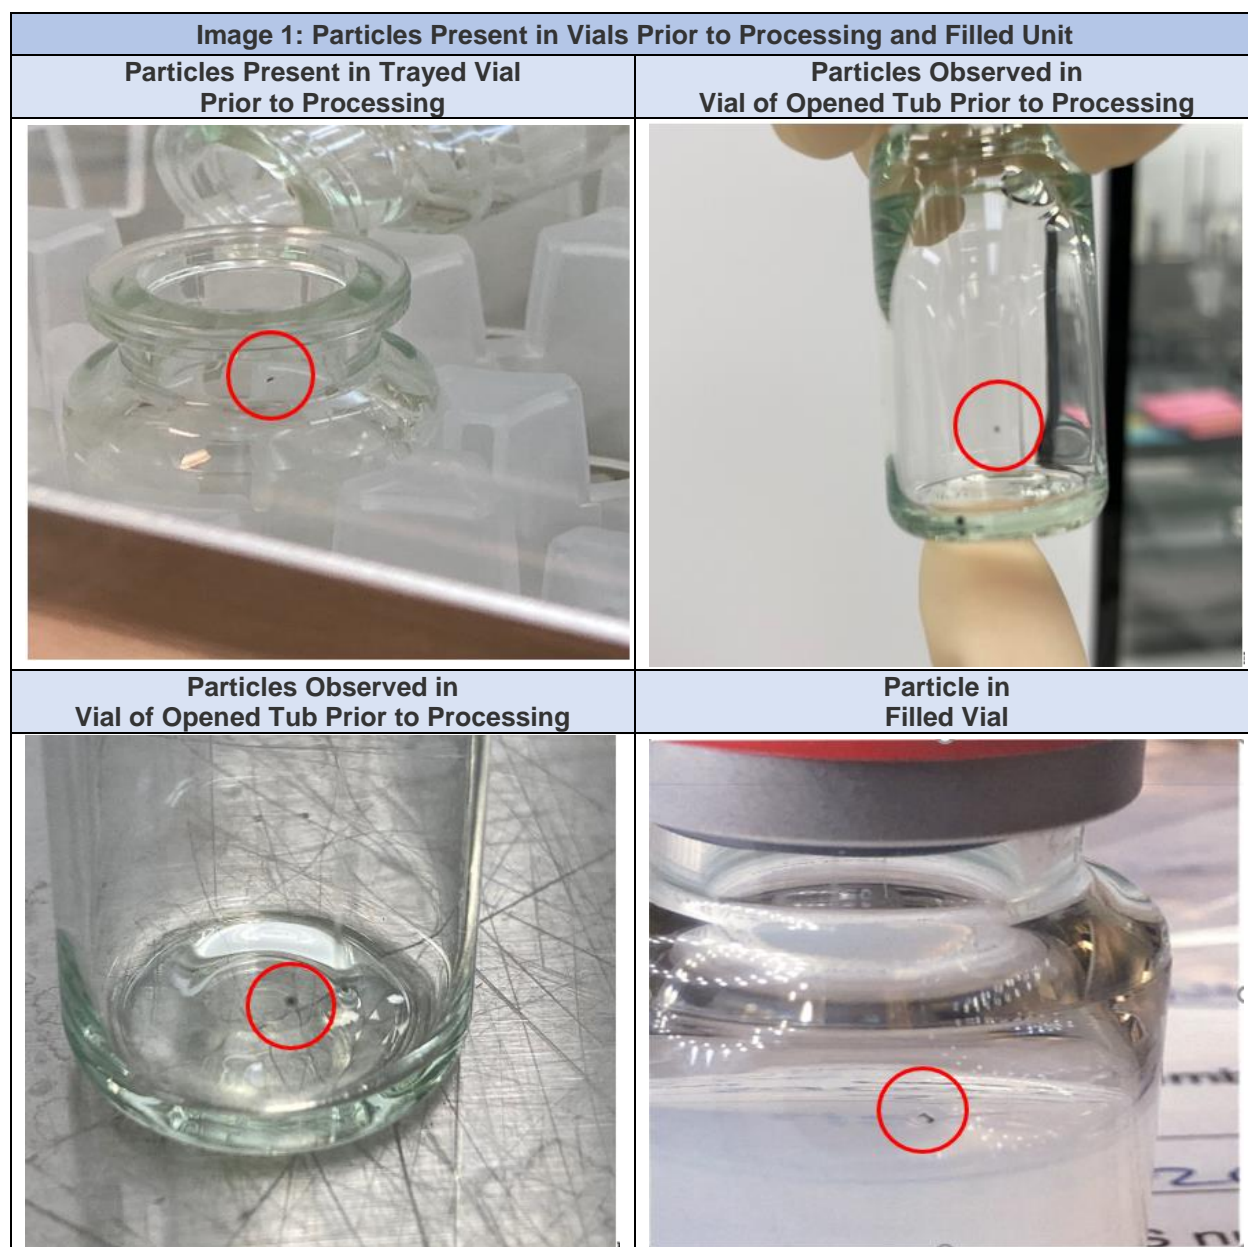 Image 1: Particles Present in Vials Prior to Processing and Filled Unit
Particles Present in Trayed Vial
Prior to Processing
Particles Observed in
Vial of Opened Tub Prior to Processing
Particles Observed in
Vial of Opened Tub Prior to Processing
Particle in
Filled Vial